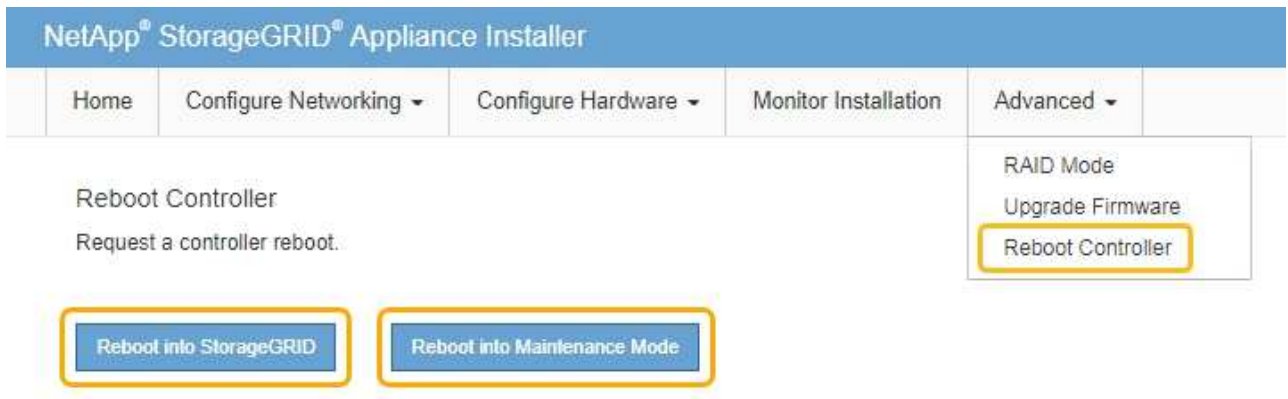 NetApp® StorageGRID® Appliance Installer
Home Configure Networking Configure Hardware Monitor Installation Advanced
RAID Mode
Upgrade Firmware
Reboot Controller
Reboot Controller
Request a controller reboot.
Reboot into StorageGRID Reboot into Maintenance Mode